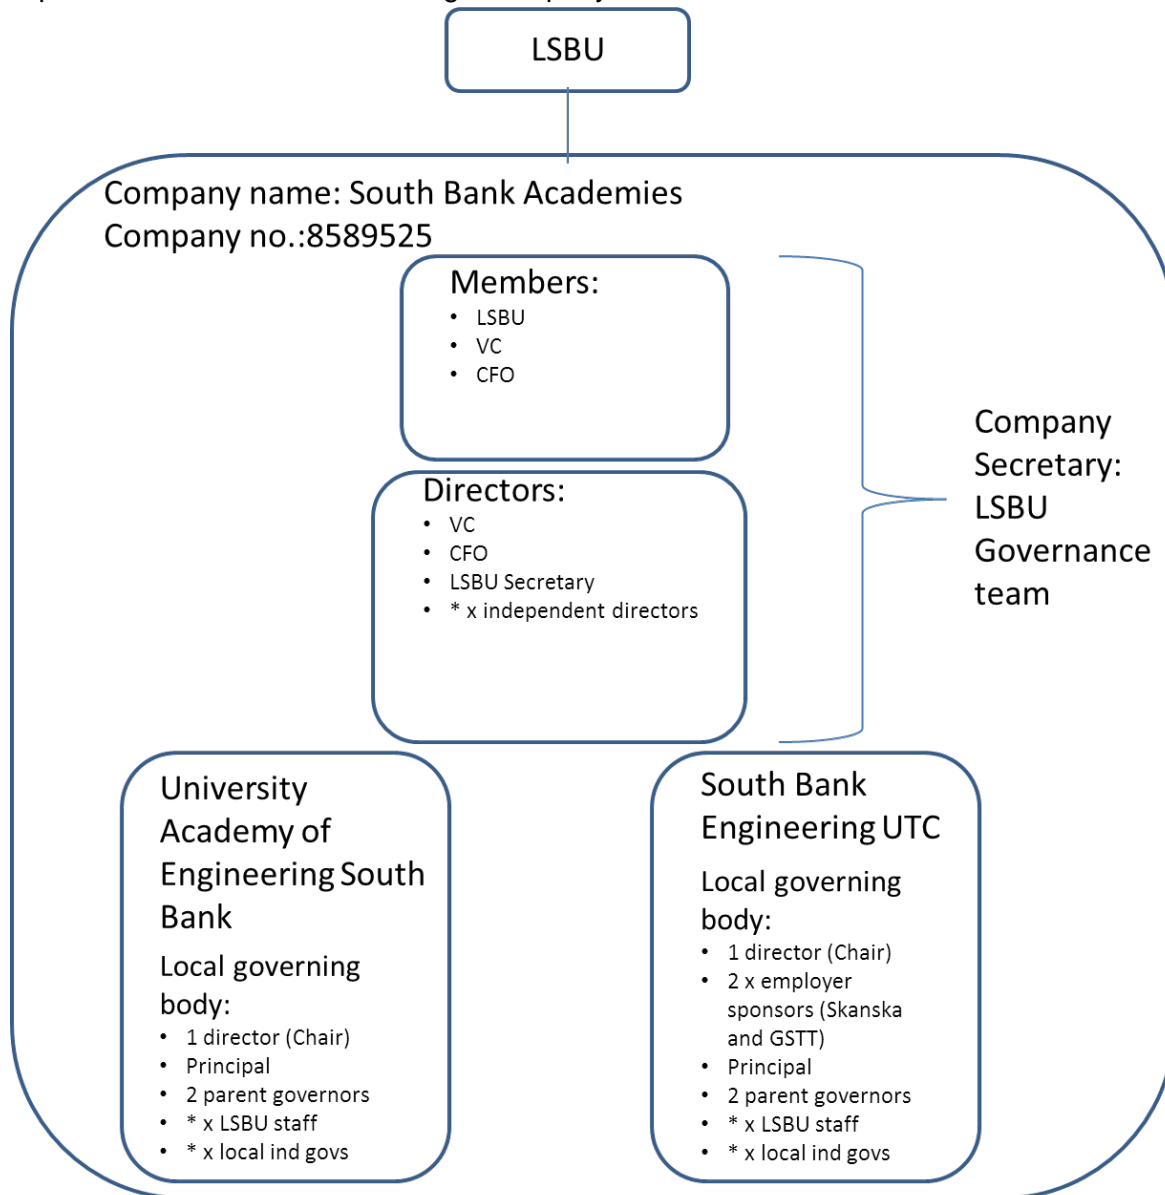 LSBU
Company name: South Bank Academies
Company no.:8589525
Members:
• LSBU
• VC
• CFO
Directors:
• VC
• CFO
• LSBU Secretary
• * x independent directors
Company
Secretary:
LSBU
Governance
team
University
Academy of
Engineering South
Bank
Local governing
body:
• 1 director (Chair)
• Principal
• 2 parent governors
• * x LSBU staff
• * x local ind govs
South Bank
Engineering UTC
Local governing
body:
• 1 director (Chair)
• 2 x employer
sponsors (Skanska
and GSTT)
• Principal
• 2 parent governors
• * x LSBU staff
• * x local ind govs